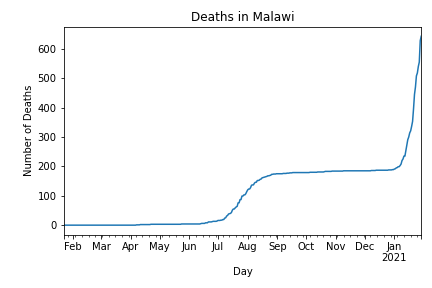 Deaths in Malawi
Number of Deaths
600
500
400
300
200
100
0
Feb Mar Apr May Jun Jul Aug Sep Oct Nov Dec Jan
2021
Day